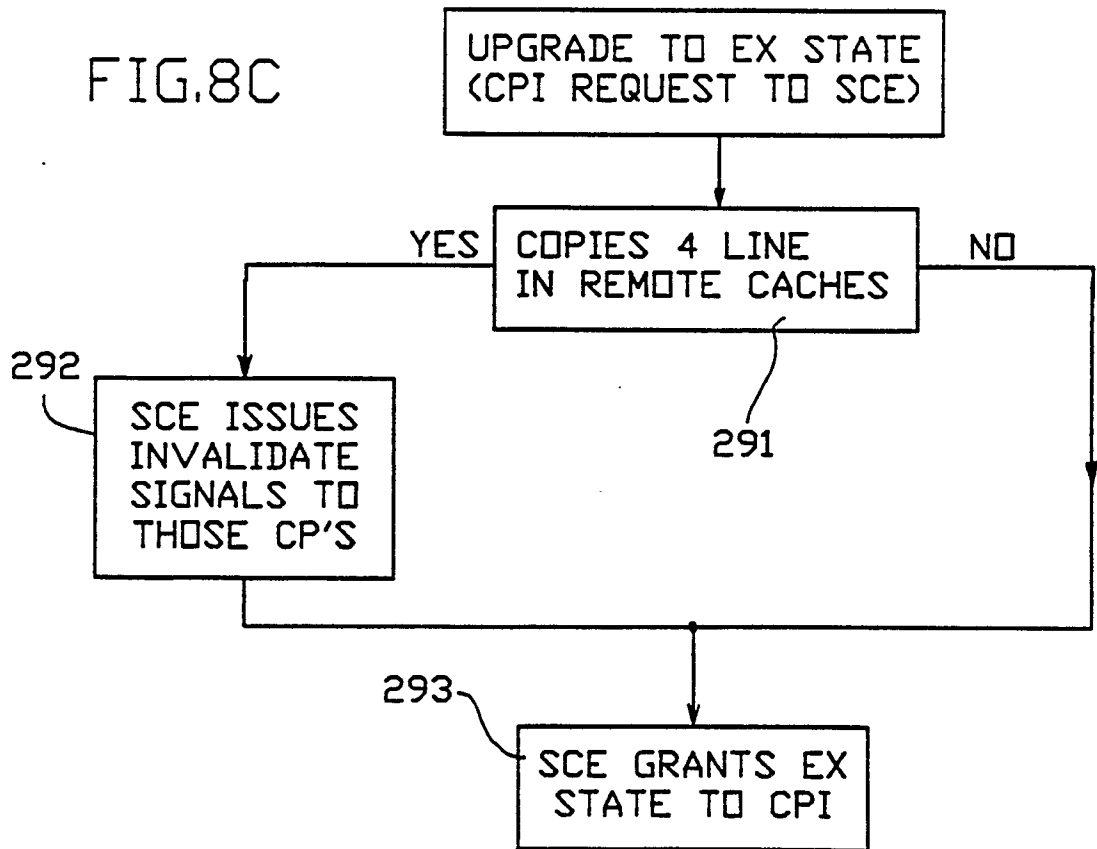 FIG.8C
UPGRADE TO EX STATE
(CPI REQUEST TO SCE)
YES
COPIES 4 LINE
IN REMOTE CACHES
NO
292
SCE ISSUES
INVALIDATE
SIGNALS TO
THOSE CP'S
291
293
SCE GRANTS EX
STATE TO CPI